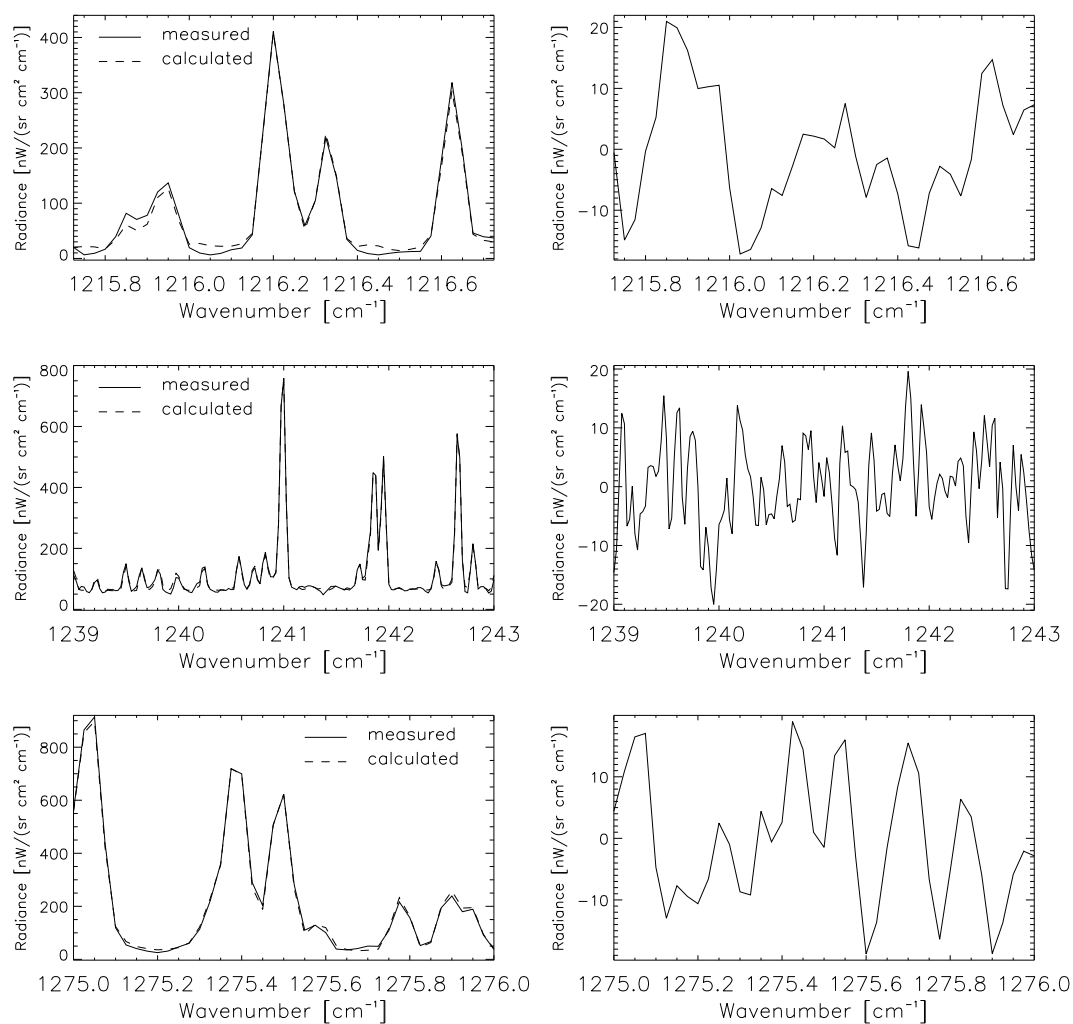 measured
calculated
Radiance [nW/(sr cm² cm⁻¹)]
400
300
200
100
0
1215.8 1216.0 1216.2 1216.4 1216.6
Wavenumber [cm⁻¹]
Radiance [nW/(sr cm² cm⁻¹)]
20
10
0
−10
1215.8 1216.0 1216.2 1216.4 1216.6
Wavenumber [cm⁻¹]
measured
calculated
Radiance [nW/(sr cm² cm⁻¹)]
800
600
400
200
0
1239 1240 1241 1242 1243
Wavenumber [cm⁻¹]
Radiance [nW/(sr cm² cm⁻¹)]
20
10
0
−10
−20
1239 1240 1241 1242 1243
Wavenumber [cm⁻¹]
measured
calculated
Radiance [nW/(sr cm² cm⁻¹)]
800
600
400
200
0
1275.0 1275.2 1275.4 1275.6 1275.8 1276.0
Wavenumber [cm⁻¹]
Radiance [nW/(sr cm² cm⁻¹)]
10
0
−10
1275.0 1275.2 1275.4 1275.6 1275.8 1276.0
Wavenumber [cm⁻¹]